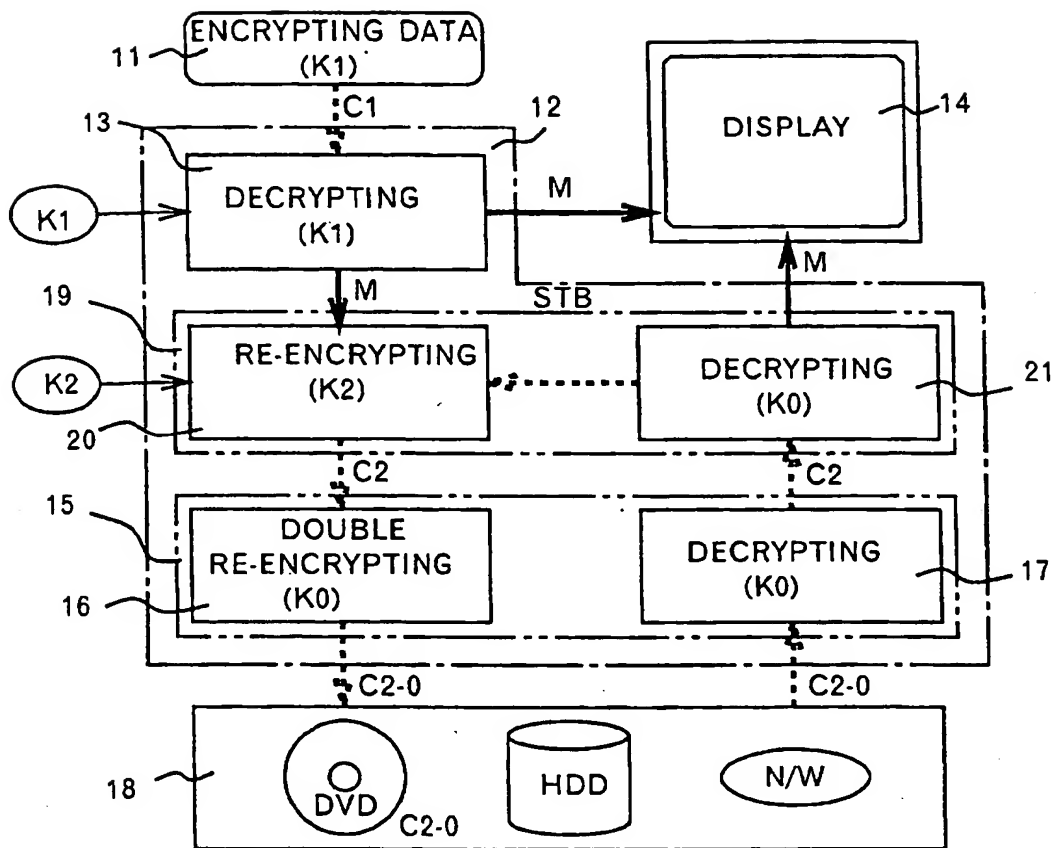 ENCRYPTING DATA
(K1)
11
C1
12
13
DECRYPTING
(K1)
K1
M
DISPLAY
14
M
M
STB
19
RE-ENCRYPTING
(K2)
K2
20
DECRYPTING
(K0)
21
C2
C2
15
DOUBLE
RE-ENCRYPTING
(K0)
16
DECRYPTING
(K0)
17
C2-0
C2-0
18
DVD
C2-0
HDD
N/W